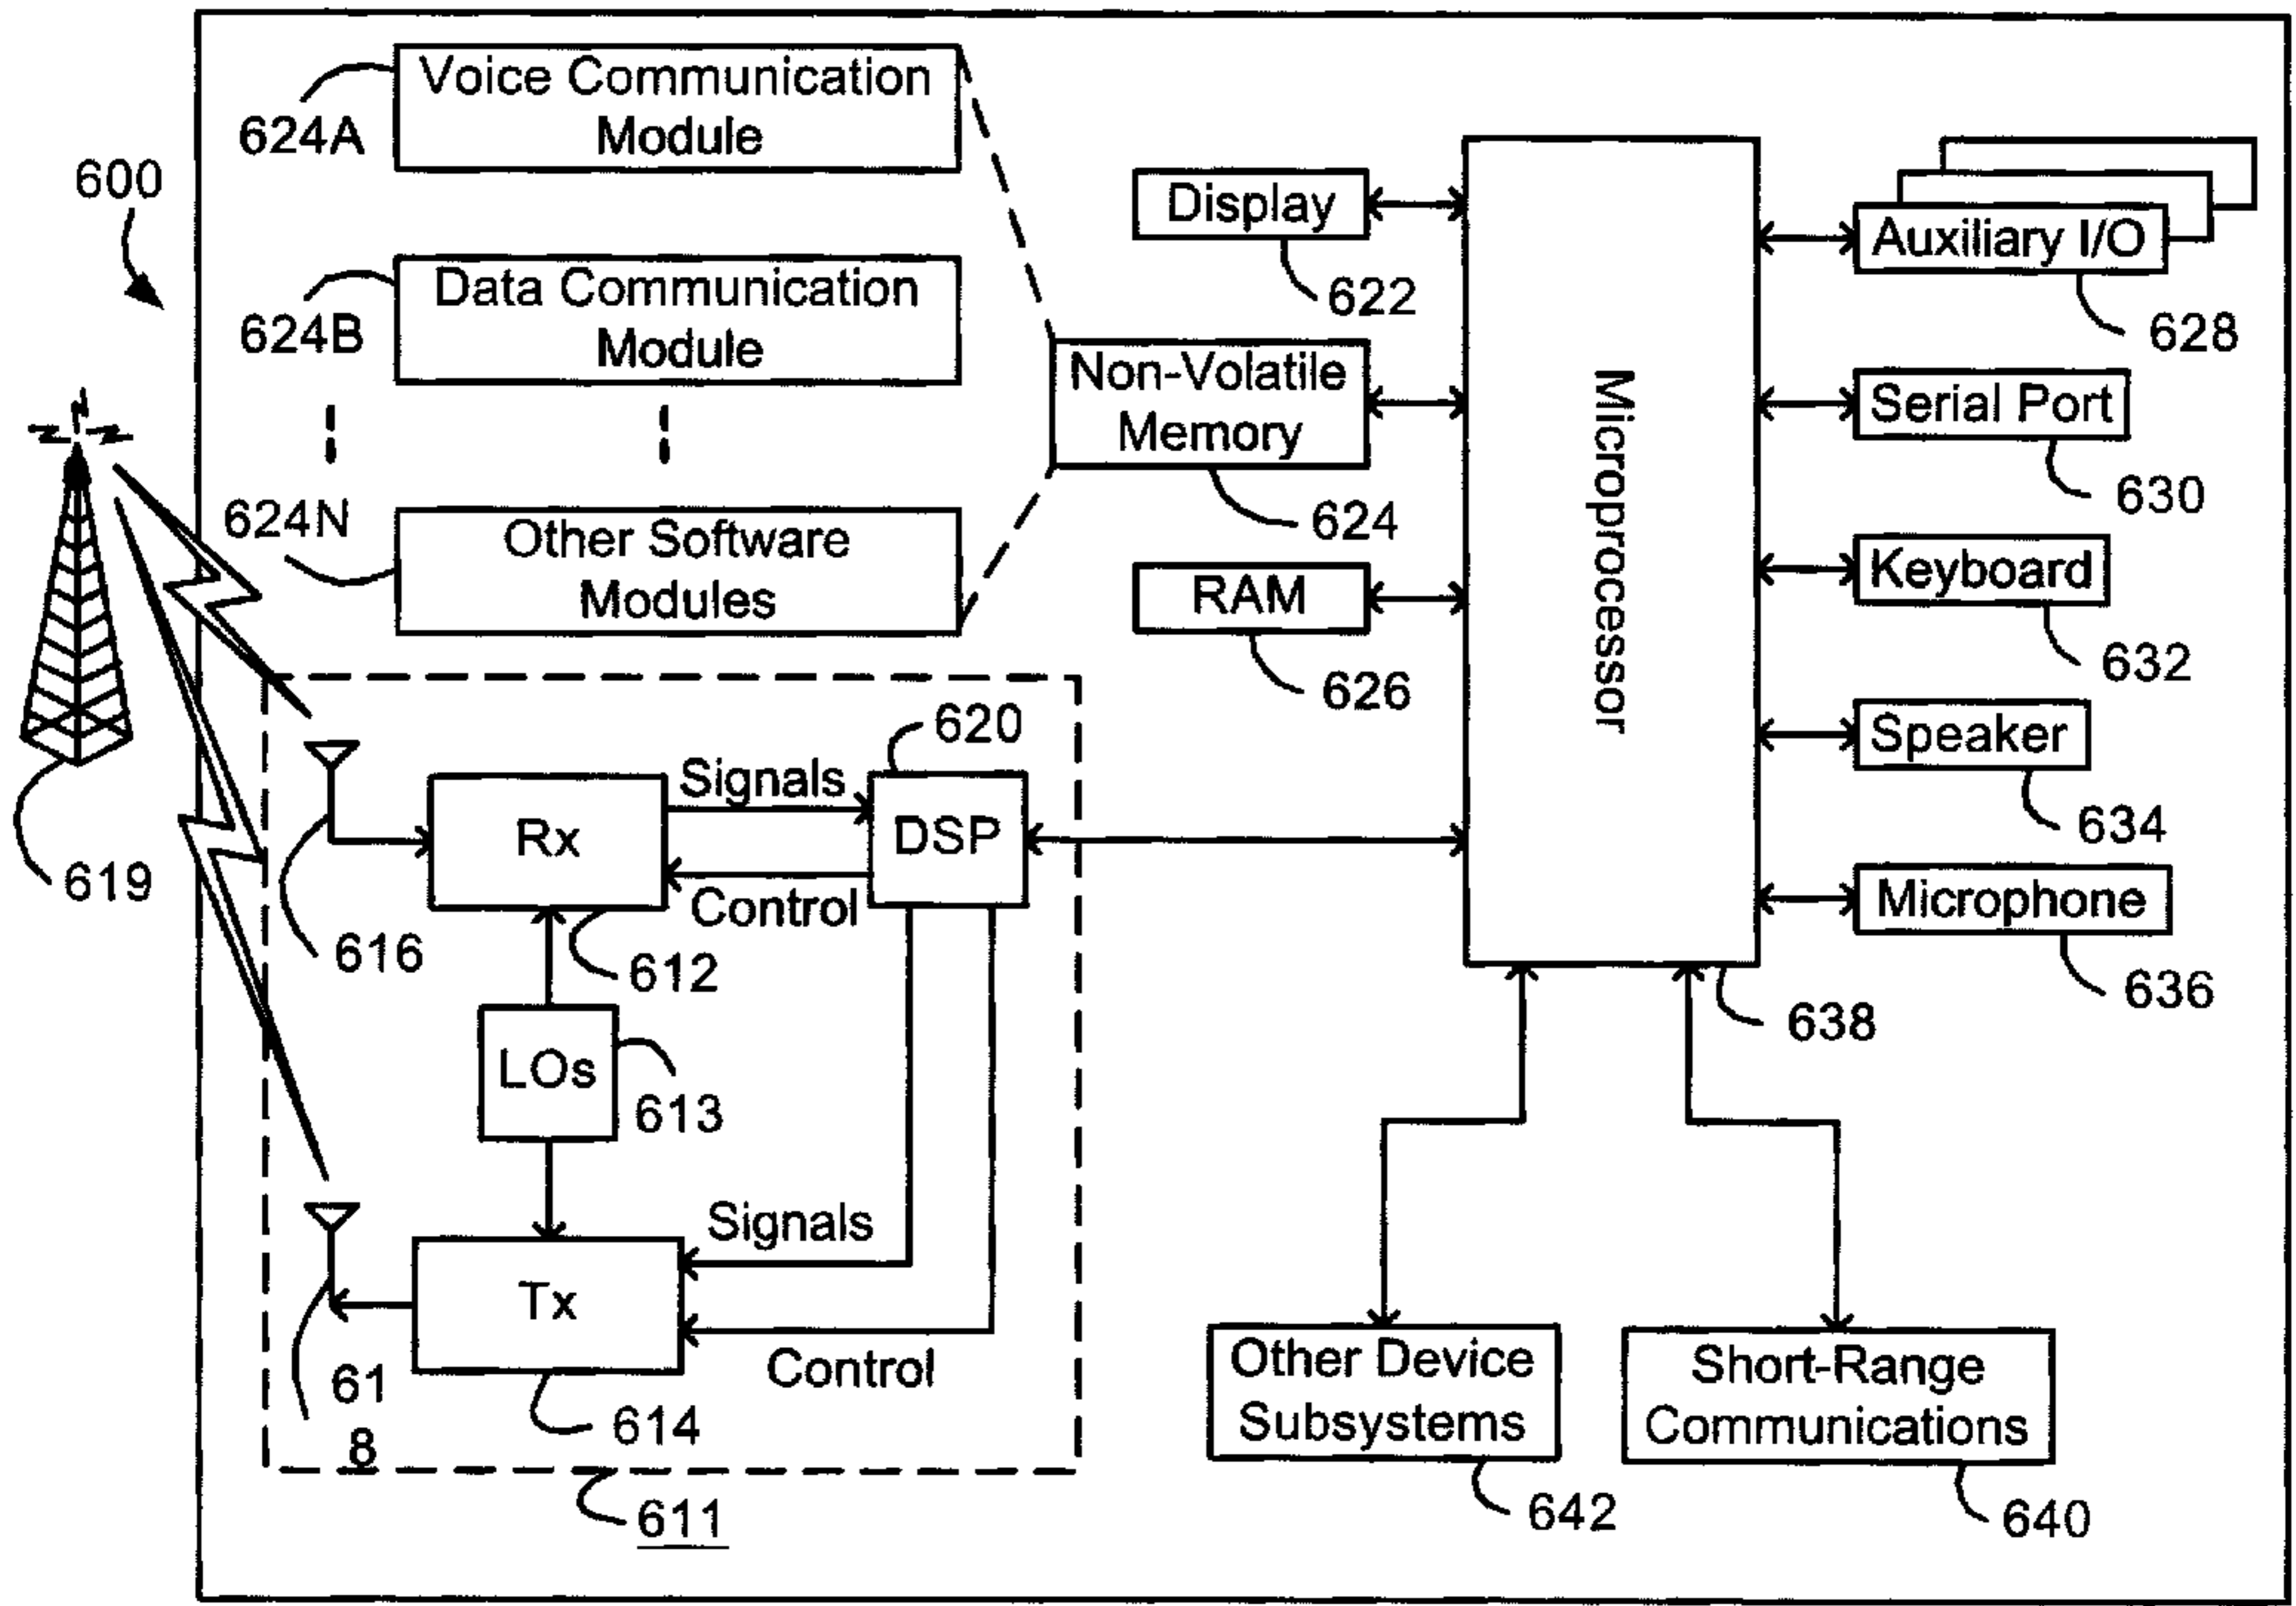 Voice Communication
Module
624A
600
Data Communication
Module
624B
Other Software
Modules
624N
Display
622
Non-Volatile
Memory
624
RAM
626
Microprocessor
638
Auxiliary I/O
628
Serial Port
630
Keyboard
632
Speaker
634
Microphone
636
619
616
Rx
612
Signals
Control
DSP
620
LOs
613
Signals
Tx
Control
61
8
614
611
Other Device
Subsystems
642
Short-Range
Communications
640